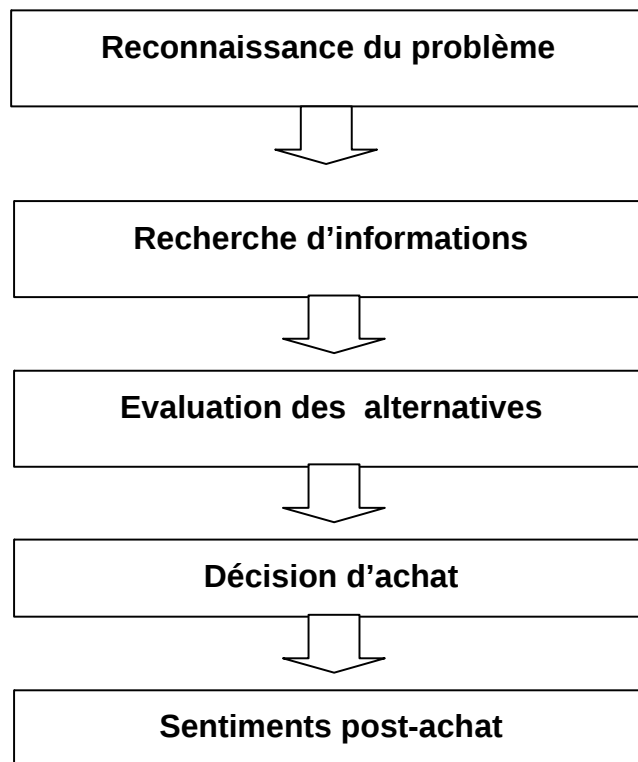 Reconnaissance du problème
Recherche d’informations
Evaluation des  alternatives
Décision d’achat
Sentiments post-achat